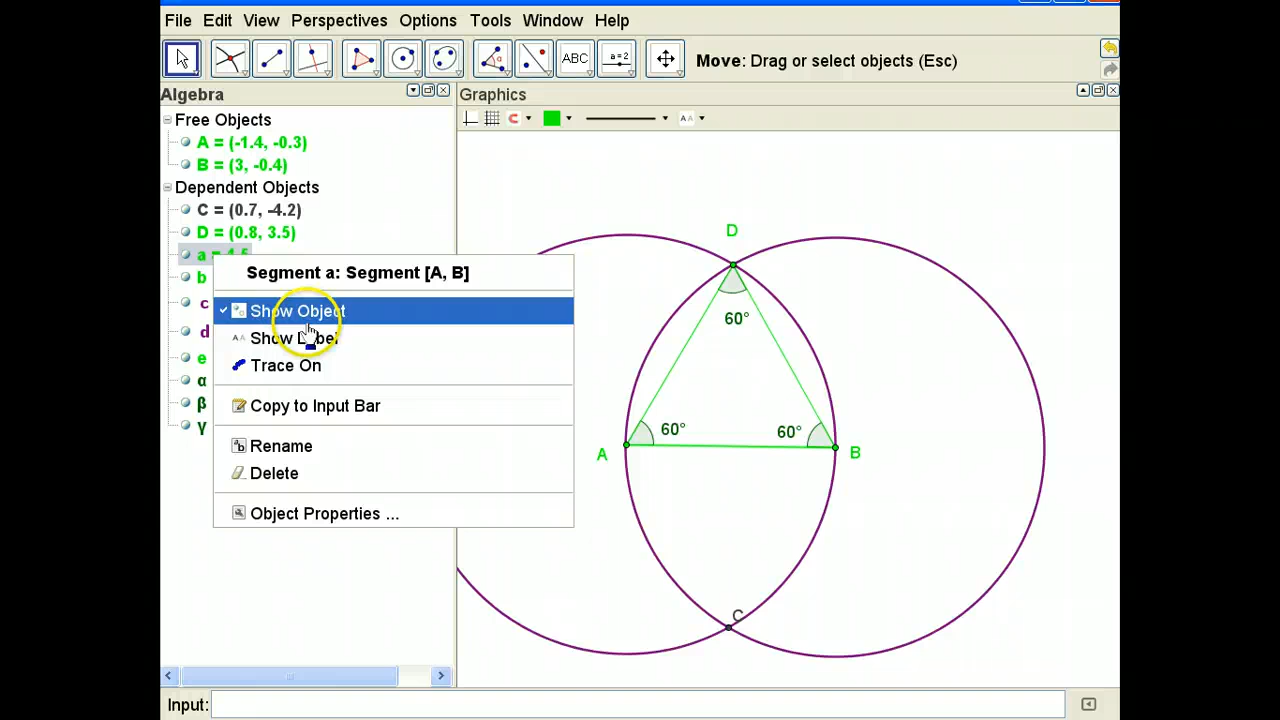 File Edit View Perspectives Options Tools Window Help
ABC a=2 Move: Drag or select objects (Esc)
Algebra
Graphics
Free Objects
A = (-1.4, -0.3)
B = (3, -0.4)
Dependent Objects
C = (0.7, -4.2)
D = (0.8, 3.5)
a =
b
c
d
e
α
β
γ
Segment a: Segment [A, B]
Show Object
Show Label
Trace On
Copy to Input Bar
Rename
Delete
Object Properties ...
D
60°
60°
60°
A
B
C
Input: